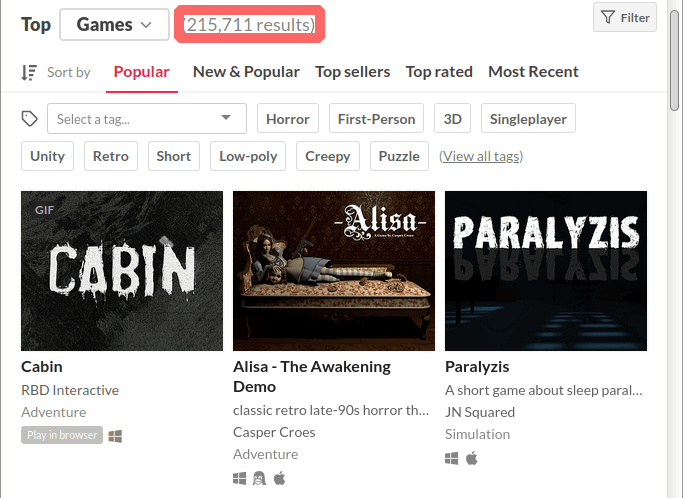 Top Games (215,711 results)
Filter
Sort by Popular New & Popular Top sellers Top rated Most Recent
Select a tag... Horror First-Person 3D Singleplayer
Unity Retro Short Low-poly Creepy Puzzle (View all tags)
GIF
CABIN
-Alisa-
A Game by Casper Croes
PARALYZIS
Cabin
RBD Interactive
Adventure
Play in browser
Alisa - The Awakening
Demo
classic retro late-90s horror th...
Casper Croes
Adventure
Paralyzis
A short game about sleep paral...
JN Squared
Simulation